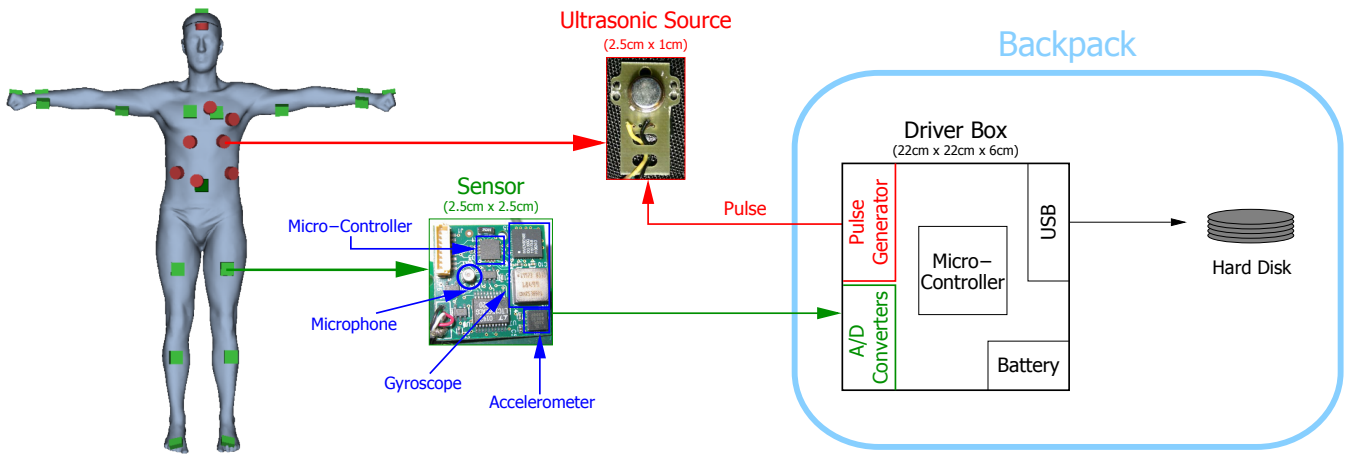 Ultrasonic Source
(2.5cm x 1cm)
Backpack
Driver Box
(22cm x 22cm x 6cm)
Sensor
(2.5cm x 2.5cm)
Pulse
Pulse
Generator
USB
Micro−
Controller
Hard Disk
Micro−Controller
Microphone
Gyroscope
Accelerometer
A/D
Converters
Battery